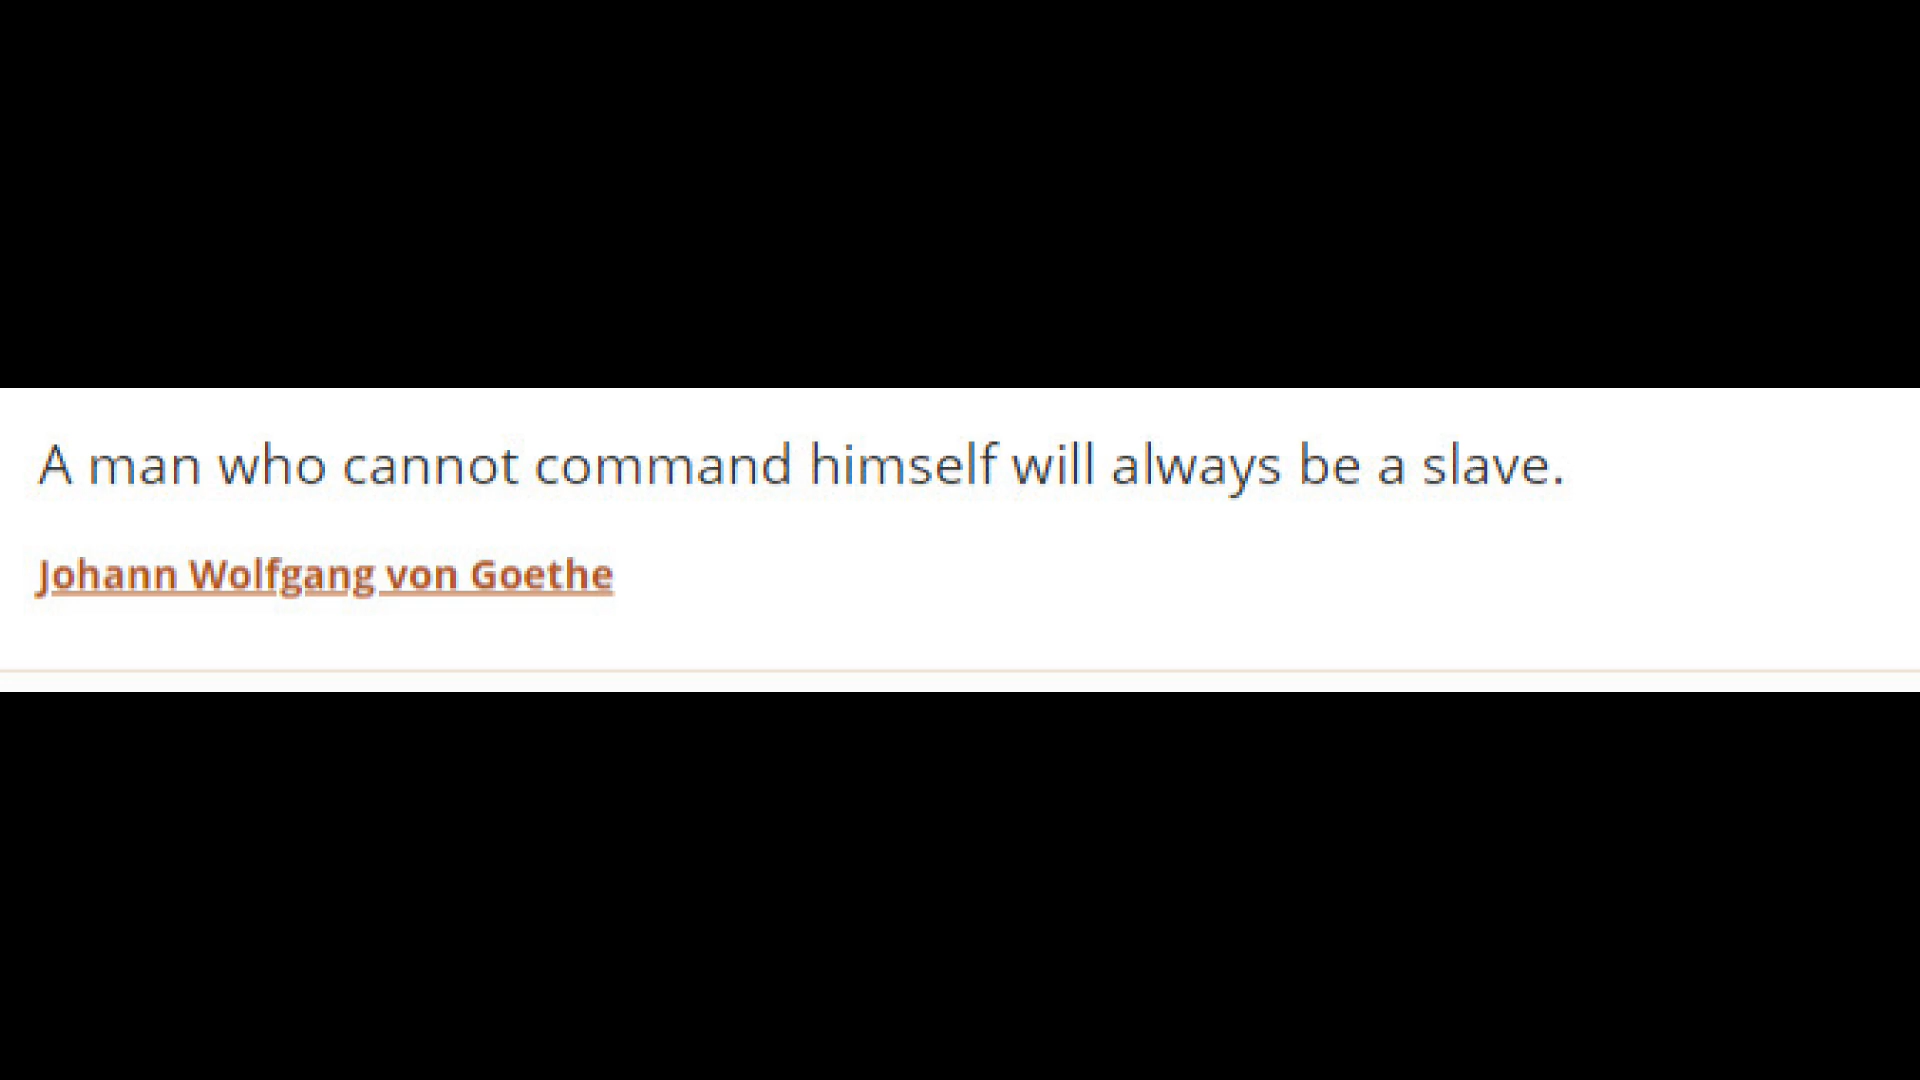 A man who cannot command himself will always be a slave.
Johann Wolfgang von Goethe